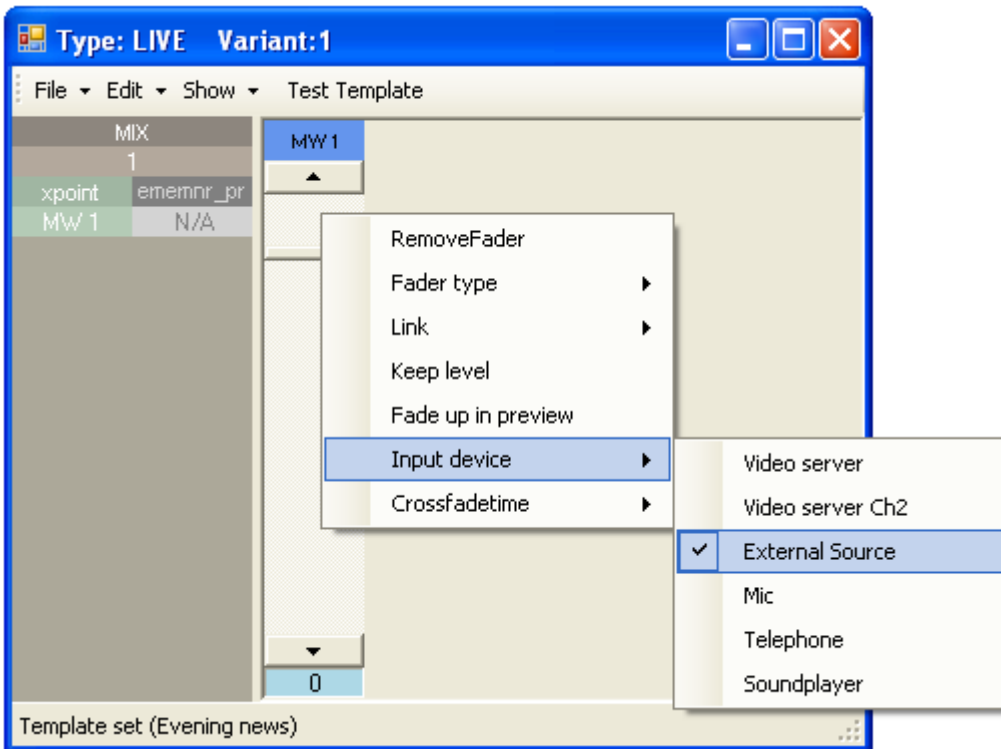 Type: LIVE Variant:1
File Edit Show Test Template
MIX
1
xpoint ememnr_pr
MW 1 N/A
MW 1
RemoveFader
Fader type
Link
Keep level
Fade up in preview
Input device
Crossfadetime
Video server
Video server Ch2
External Source
Mic
Telephone
Soundplayer
0
Template set (Evening news)